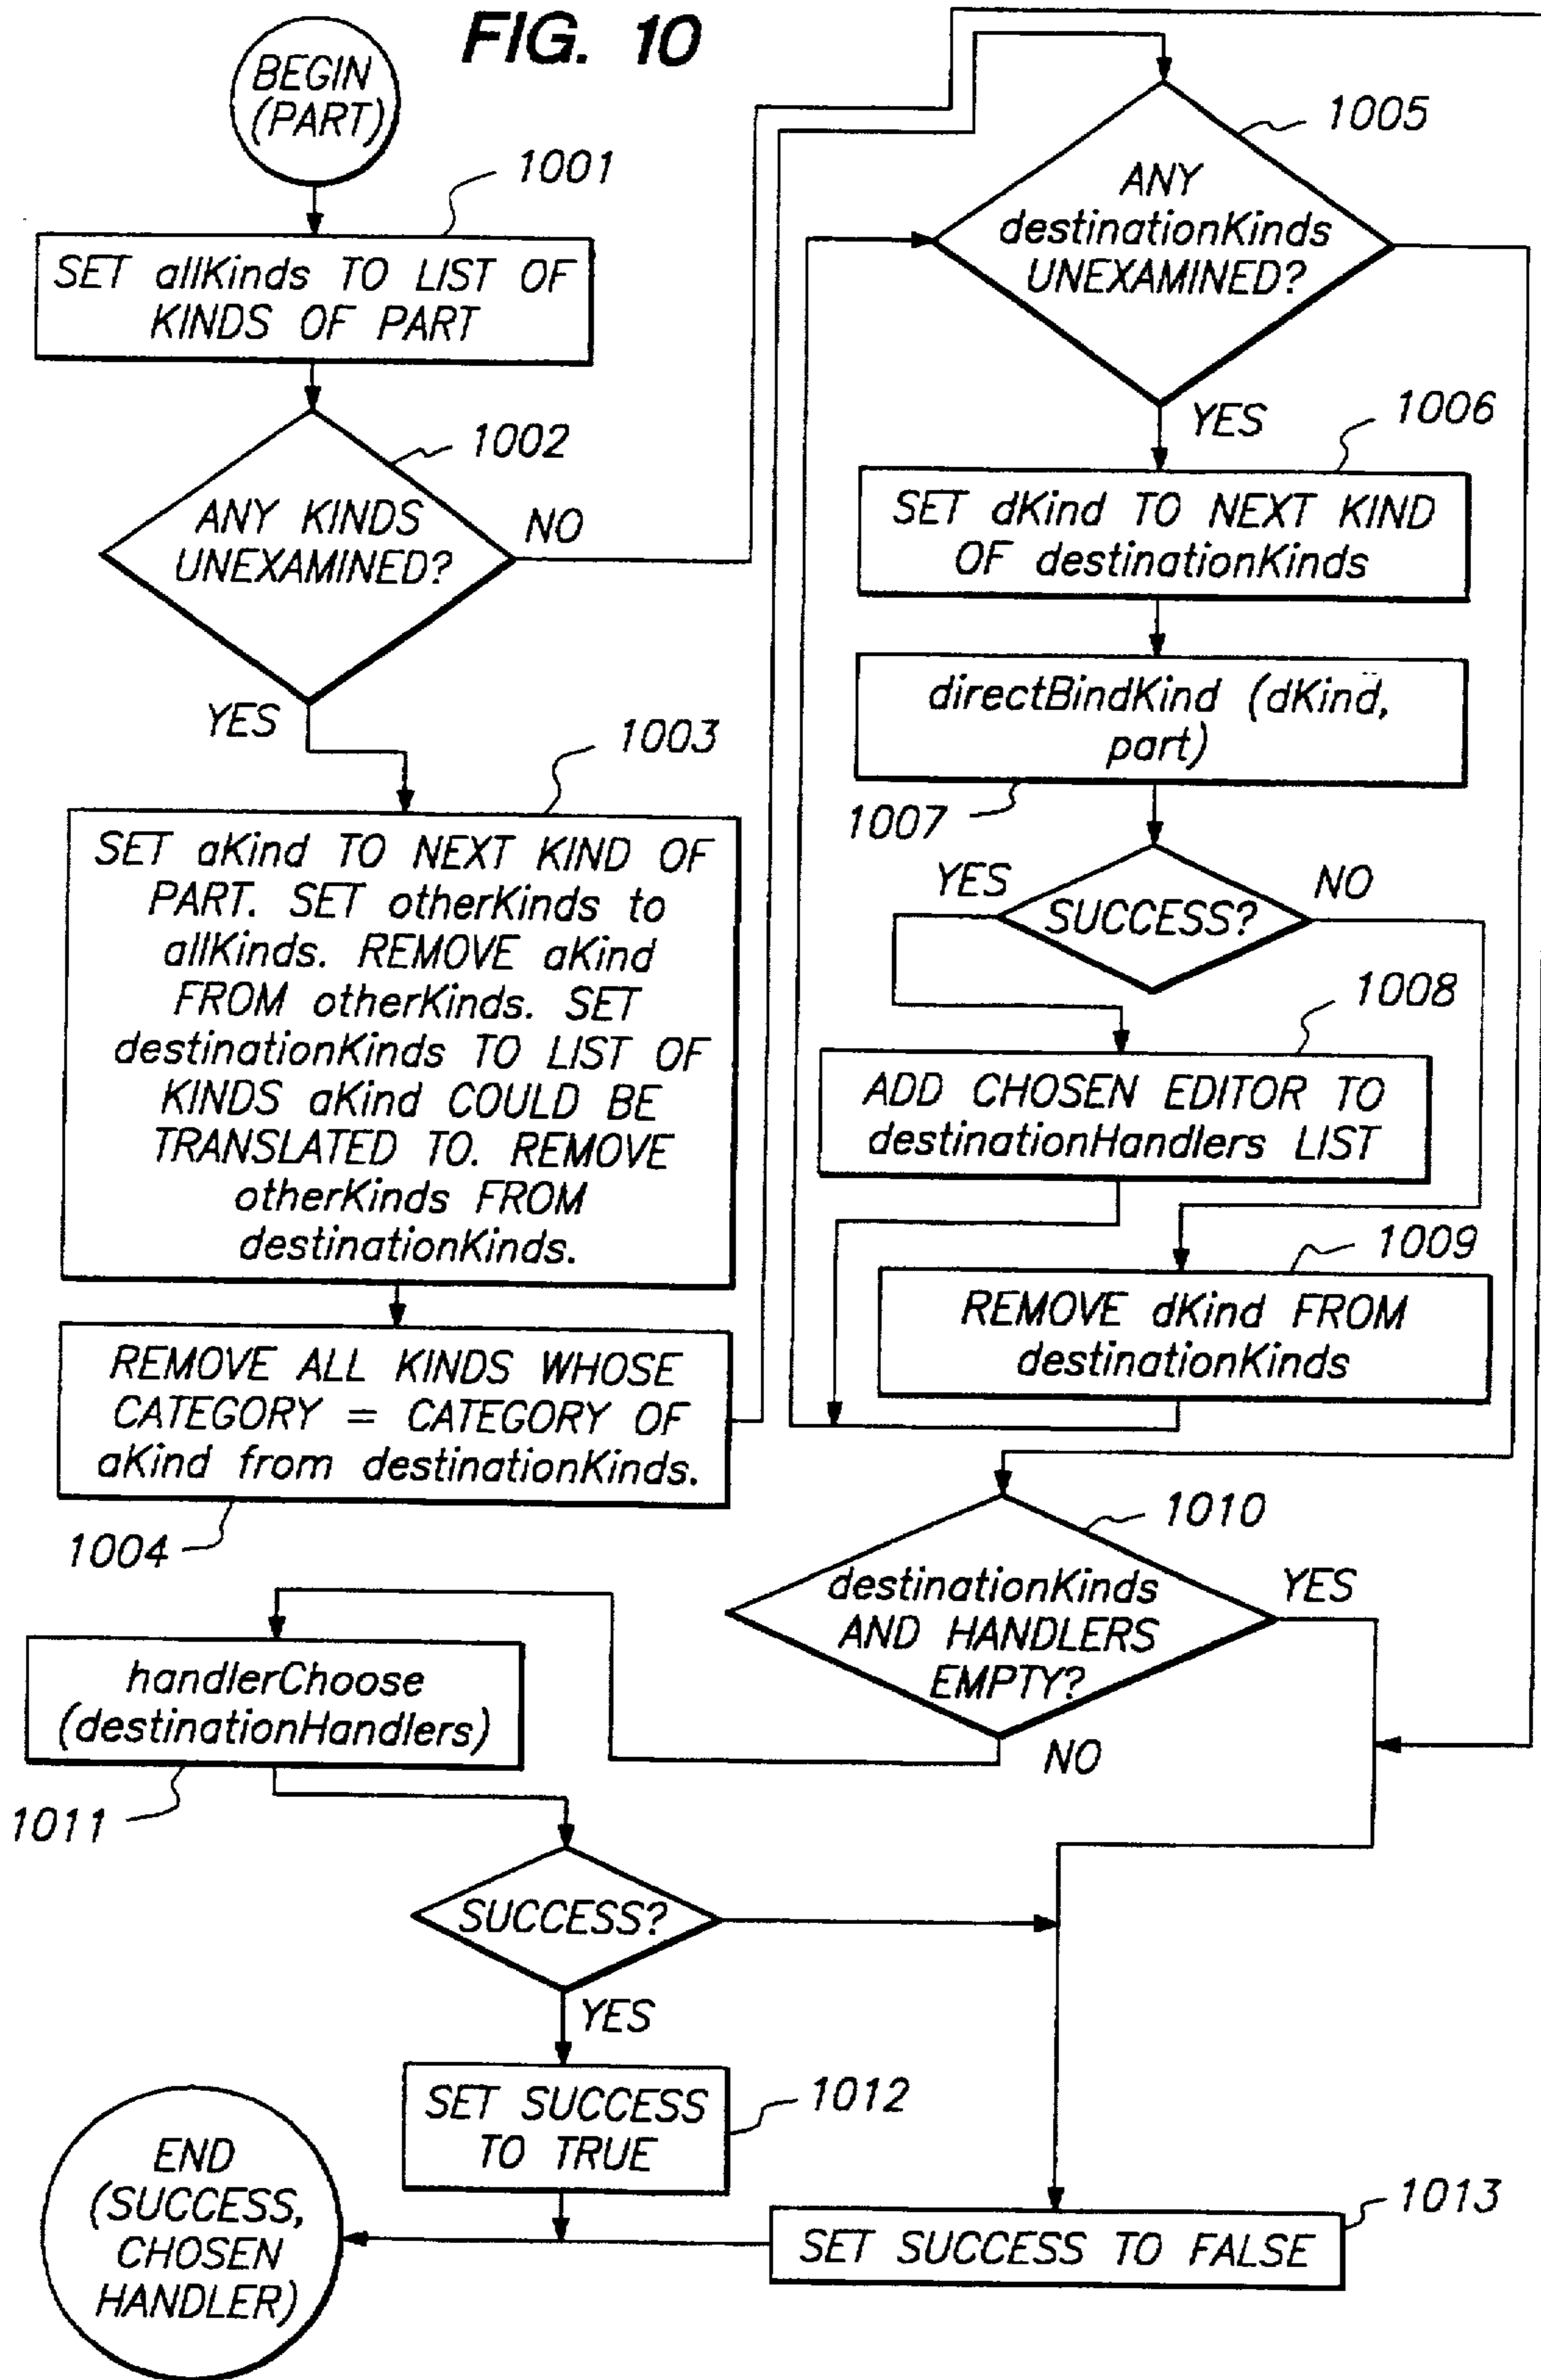 FIG. 10
BEGIN
(PART)
1001
SET allKinds TO LIST OF
KINDS OF PART
1002
ANY KINDS
UNEXAMINED?
NO
YES
1003
SET aKind TO NEXT KIND OF
PART. SET otherKinds to
allKinds. REMOVE aKind
FROM otherKinds. SET
destinationKinds TO LIST OF
KINDS aKind COULD BE
TRANSLATED TO. REMOVE
otherKinds FROM
destinationKinds.
REMOVE ALL KINDS WHOSE
CATEGORY = CATEGORY OF
aKind from destinationKinds.
1004
1005
ANY
destinationKinds
UNEXAMINED?
YES
1006
SET dKind TO NEXT KIND
OF destinationKinds
directBindKind (dKind,
part)
1007
YES
NO
SUCCESS?
1008
ADD CHOSEN EDITOR TO
destinationHandlers LIST
1009
REMOVE dKind FROM
destinationKinds
1010
destinationKinds
AND HANDLERS
EMPTY?
YES
NO
handlerChoose
(destinationHandlers)
1011
SUCCESS?
YES
SET SUCCESS
TO TRUE
1012
1013
SET SUCCESS TO FALSE
END
(SUCCESS,
CHOSEN
HANDLER)